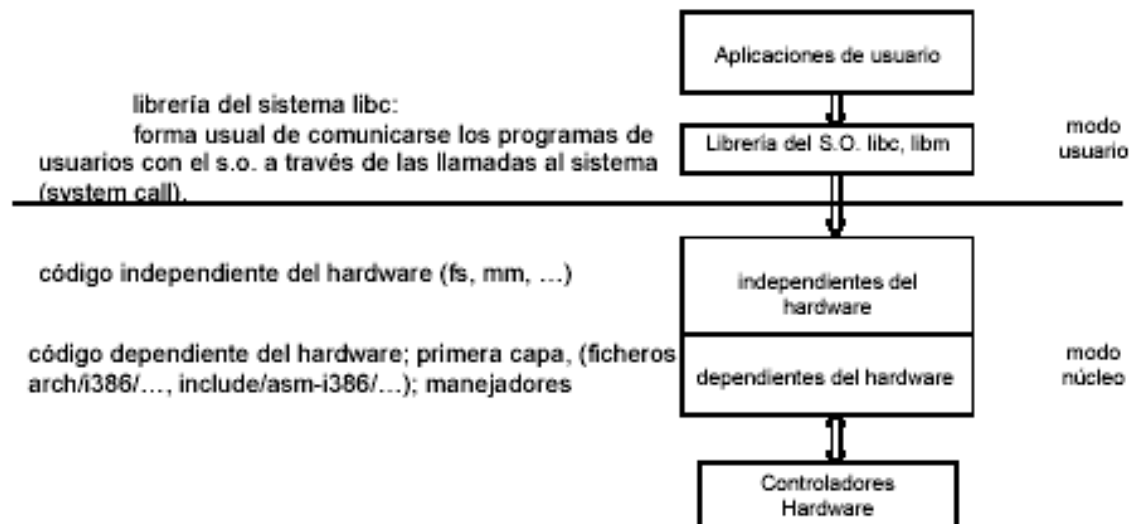 Aplicaciones de usuario
librería del sistema libc:
forma usual de comunicarse los programas de
usuarios con el s.o. a través de las llamadas al sistema
(system call).
Librería del S.O. libc, libm
modo
usuario
código independiente del hardware (fs, mm, …)
independientes del
hardware
código dependiente del hardware; primera capa, (ficheros
arch/i386/…, include/asm-i386/…); manejadores
dependientes del hardware
modo
núcleo
Controladores
Hardware